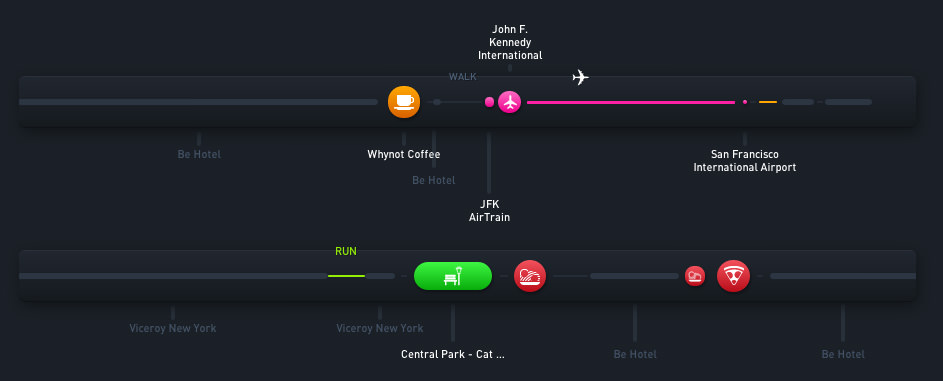 John F.
Kennedy
International
WALK
Be Hotel
Whynot Coffee
San Francisco
International Airport
Be Hotel
JFK
AirTrain
RUN
Viceroy New York
Viceroy New York
Central Park - Cat ...
Be Hotel
Be Hotel